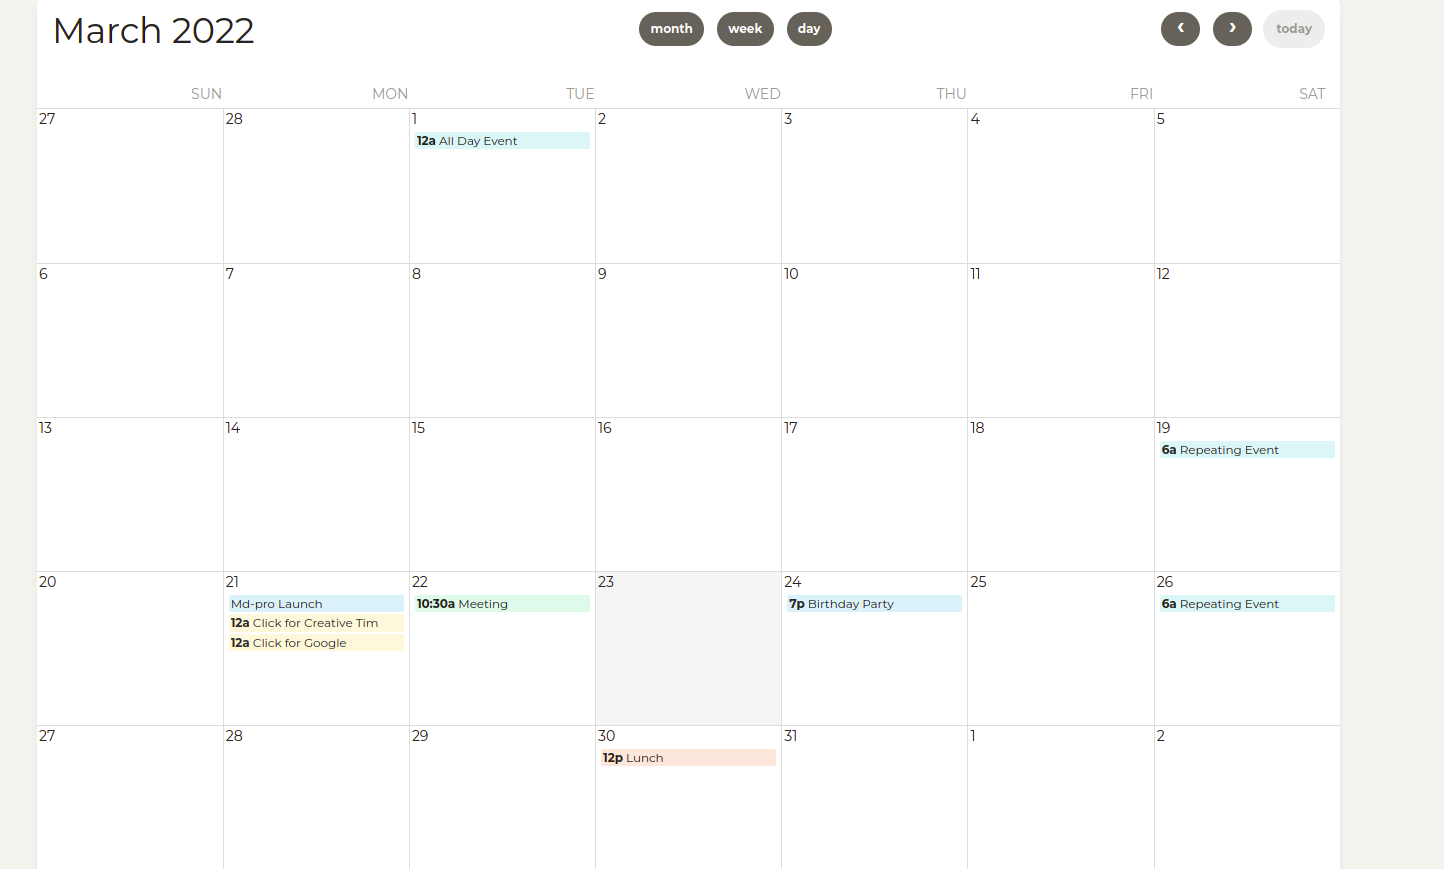 March 2022
month week day
‹ › today
SUN MON TUE WED THU FRI SAT
27 28 1 2 3 4 5
12a All Day Event
6 7 8 9 10 11 12
13 14 15 16 17 18 19
6a Repeating Event
20 21 22 23 24 25 26
Md-pro Launch 10:30a Meeting 7p Birthday Party 6a Repeating Event
12a Click for Creative Tim
12a Click for Google
27 28 29 30 31 1 2
12p Lunch